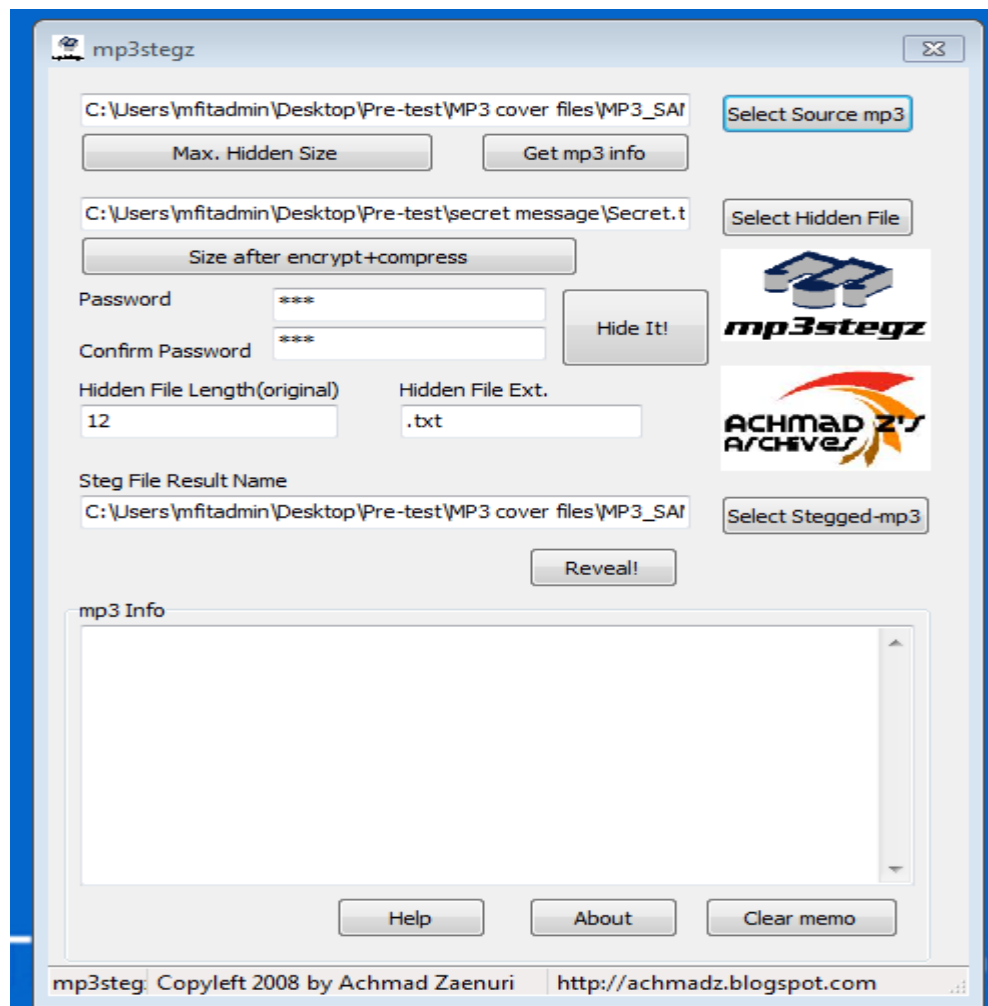 mp3stegz
C:\Users\mfitadmin\Desktop\Pre-test\MP3 cover files\MP3_SAM
Select Source mp3
Max. Hidden Size
Get mp3 info
C:\Users\mfitadmin\Desktop\Pre-test\secret message\Secret.t
Select Hidden File
Size after encrypt+compress
Password
***
Confirm Password
***
Hide It!
mp3stegz
Hidden File Length(original)
Hidden File Ext.
12
.txt
ACHMAD Z'S
ARCHIVES
Steg File Result Name
C:\Users\mfitadmin\Desktop\Pre-test\MP3 cover files\MP3_SAM
Select Stegged-mp3
Reveal!
mp3 Info
Help
About
Clear memo
mp3steg
Copyleft 2008 by Achmad Zaenuri
http://achmadz.blogspot.com